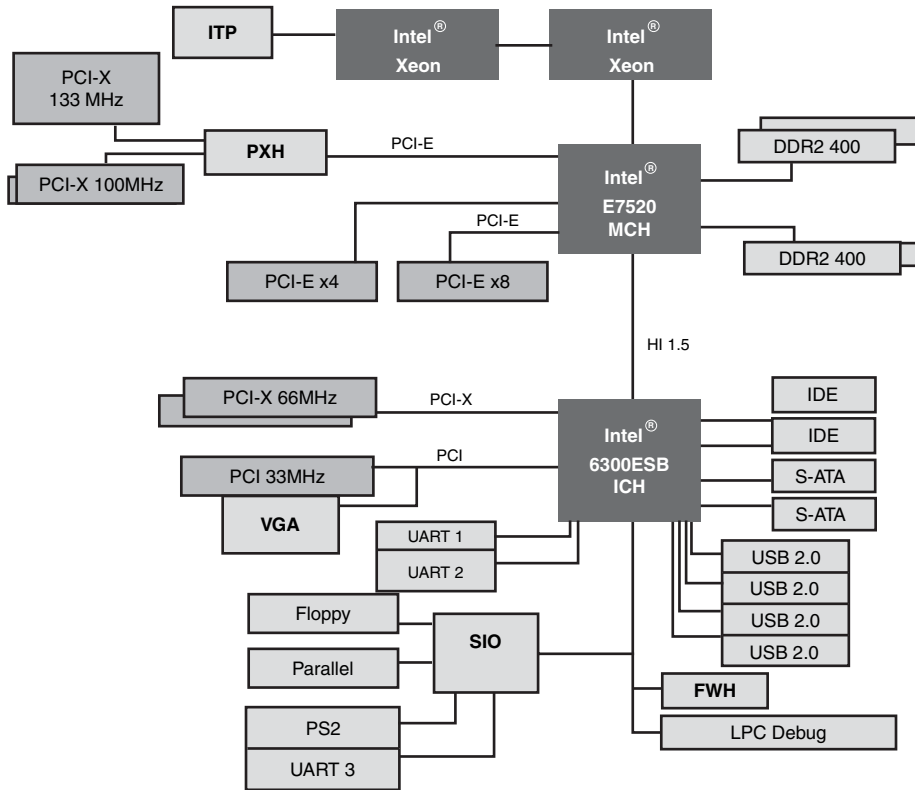 ITP
Intel®
Xeon
Intel®
Xeon
PCI-X
133 MHz
PXH
PCI-E
PCI-X 100MHz
Intel®
E7520
MCH
DDR2 400
DDR2 400
PCI-E
PCI-E x4
PCI-E x8
HI 1.5
PCI-X 66MHz
PCI-X
Intel®
6300ESB
ICH
IDE
IDE
S-ATA
S-ATA
PCI
PCI 33MHz
VGA
UART 1
UART 2
USB 2.0
USB 2.0
USB 2.0
USB 2.0
Floppy
Parallel
SIO
PS2
UART 3
FWH
LPC Debug